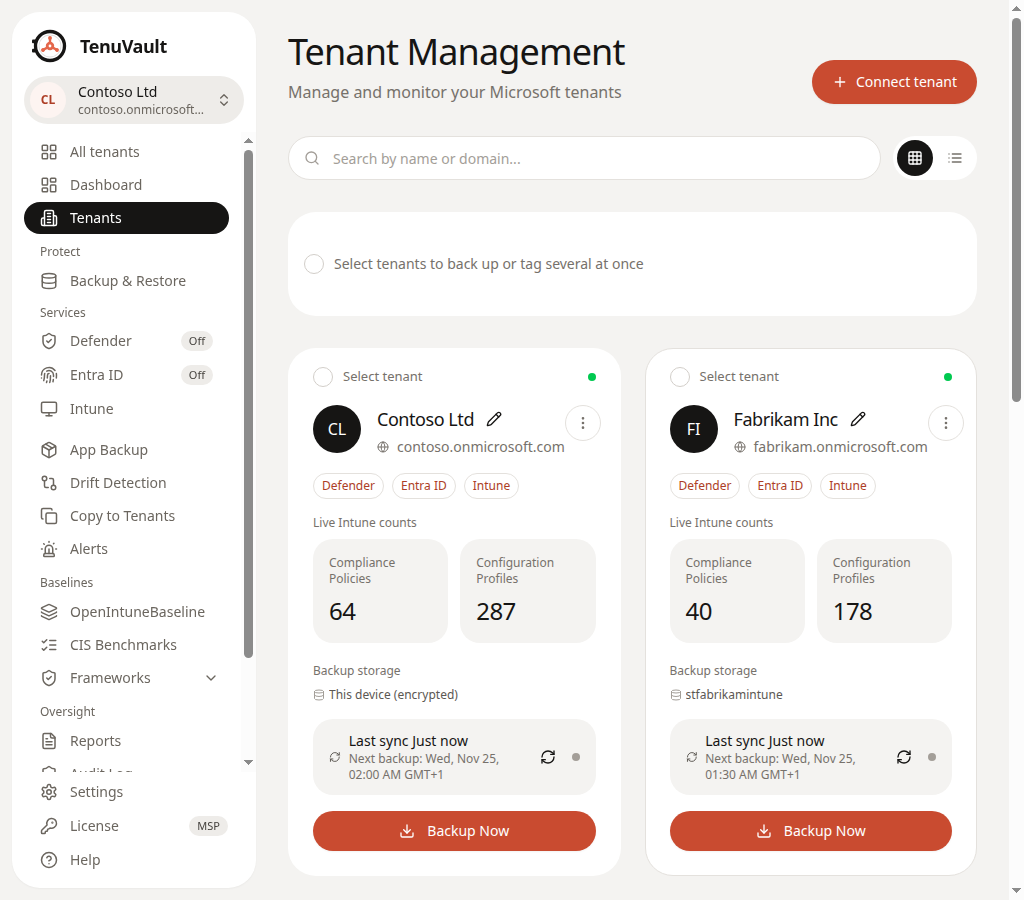 TenuVault
CL
Contoso Ltd
contoso.onmicrosoft...
All tenants
Dashboard
Tenants
Protect
Backup & Restore
Services
Defender
Off
Entra ID
Off
Intune
App Backup
Drift Detection
Copy to Tenants
Alerts
Baselines
OpenIntuneBaseline
CIS Benchmarks
Frameworks
Oversight
Reports
Audit Log
Settings
License
MSP
Help
Tenant Management
Manage and monitor your Microsoft tenants
Connect tenant
Search by name or domain...
Select tenants to back up or tag several at once
Select tenant
CL
Contoso Ltd
contoso.onmicrosoft.com
Defender
Entra ID
Intune
Live Intune counts
Compliance
Policies
64
Configuration
Profiles
287
Backup storage
This device (encrypted)
Last sync Just now
Next backup: Wed, Nov 25,
02:00 AM GMT+1
Backup Now
Select tenant
FI
Fabrikam Inc
fabrikam.onmicrosoft.com
Defender
Entra ID
Intune
Live Intune counts
Compliance
Policies
40
Configuration
Profiles
178
Backup storage
stfabrikamintune
Last sync Just now
Next backup: Wed, Nov 25,
01:30 AM GMT+1
Backup Now